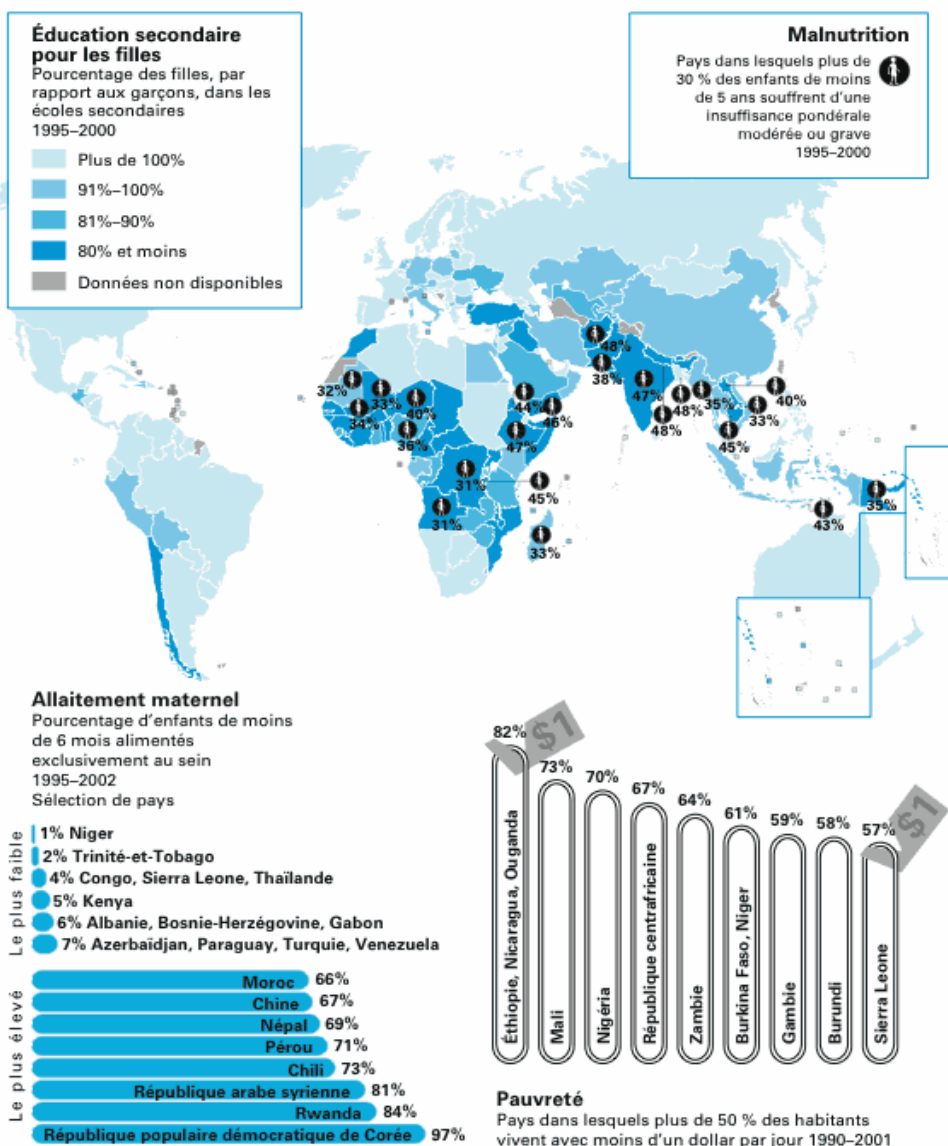 Éducation secondaire
pour les filles
Pourcentage des filles, par
rapport aux garçons, dans les
écoles secondaires
1995–2000
Plus de 100%
91%–100%
81%–90%
80% et moins
Données non disponibles
Malnutrition
Pays dans lesquels plus de
30 % des enfants de moins
de 5 ans souffrent d'une
insuffisance pondérale
modérée ou grave
1995–2000
48%
38%
32%
33%
40%
34%
36%
44%
46%
47%
47%
48%
48%
35%
40%
33%
45%
31%
45%
31%
33%
43%
35%
Allaitement maternel
Pourcentage d'enfants de moins
de 6 mois alimentés
exclusivement au sein
1995–2002
Sélection de pays
Le plus faible
1% Niger
2% Trinité-et-Tobago
4% Congo, Sierra Leone, Thaïlande
5% Kenya
6% Albanie, Bosnie-Herzégovine, Gabon
7% Azerbaïdjan, Paraguay, Turquie, Venezuela
Le plus élevé
Moroc 66%
Chine 67%
Népal 69%
Pérou 71%
Chili 73%
République arabe syrienne 81%
Rwanda 84%
République populaire démocratique de Corée 97%
82%
$1
73%
70%
67%
64%
61%
59%
58%
57%
$1
Éthiopie, Nicaragua, Ouganda
Mali
Nigéria
République centrafricaine
Zambie
Burkina Faso, Niger
Gambie
Burundi
Sierra Leone
Pauvreté
Pays dans lesquels plus de 50 % des habitants
vivent avec moins d'un dollar par jour 1990–2001